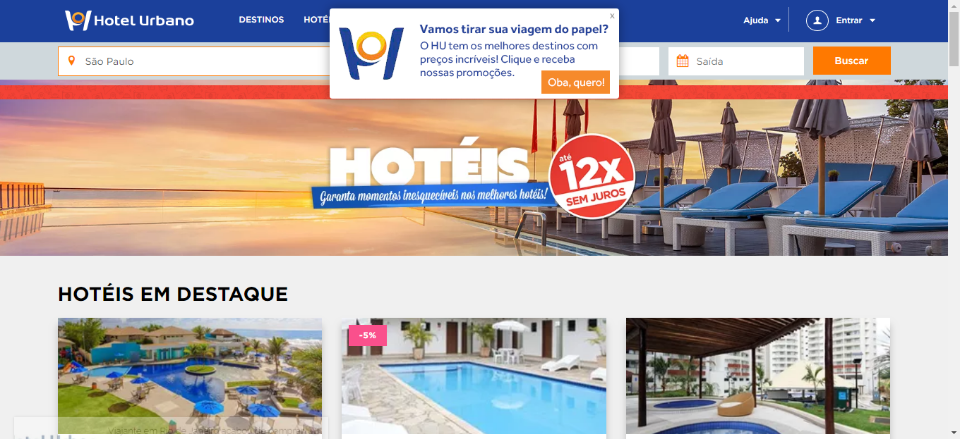 Hotel Urbano
DESTINOS
Ajuda
Entrar
x
Vamos tirar sua viagem do papel?
O HU tem os melhores destinos com
preços incríveis! Clique e receba
nossas promoções.
Oba, quero!
São Paulo
Saída
Buscar
HOTÉIS
Garanta momentos inesquecíveis nos melhores hotéis!
até
12x
SEM JUROS
HOTÉIS EM DESTAQUE
-5%